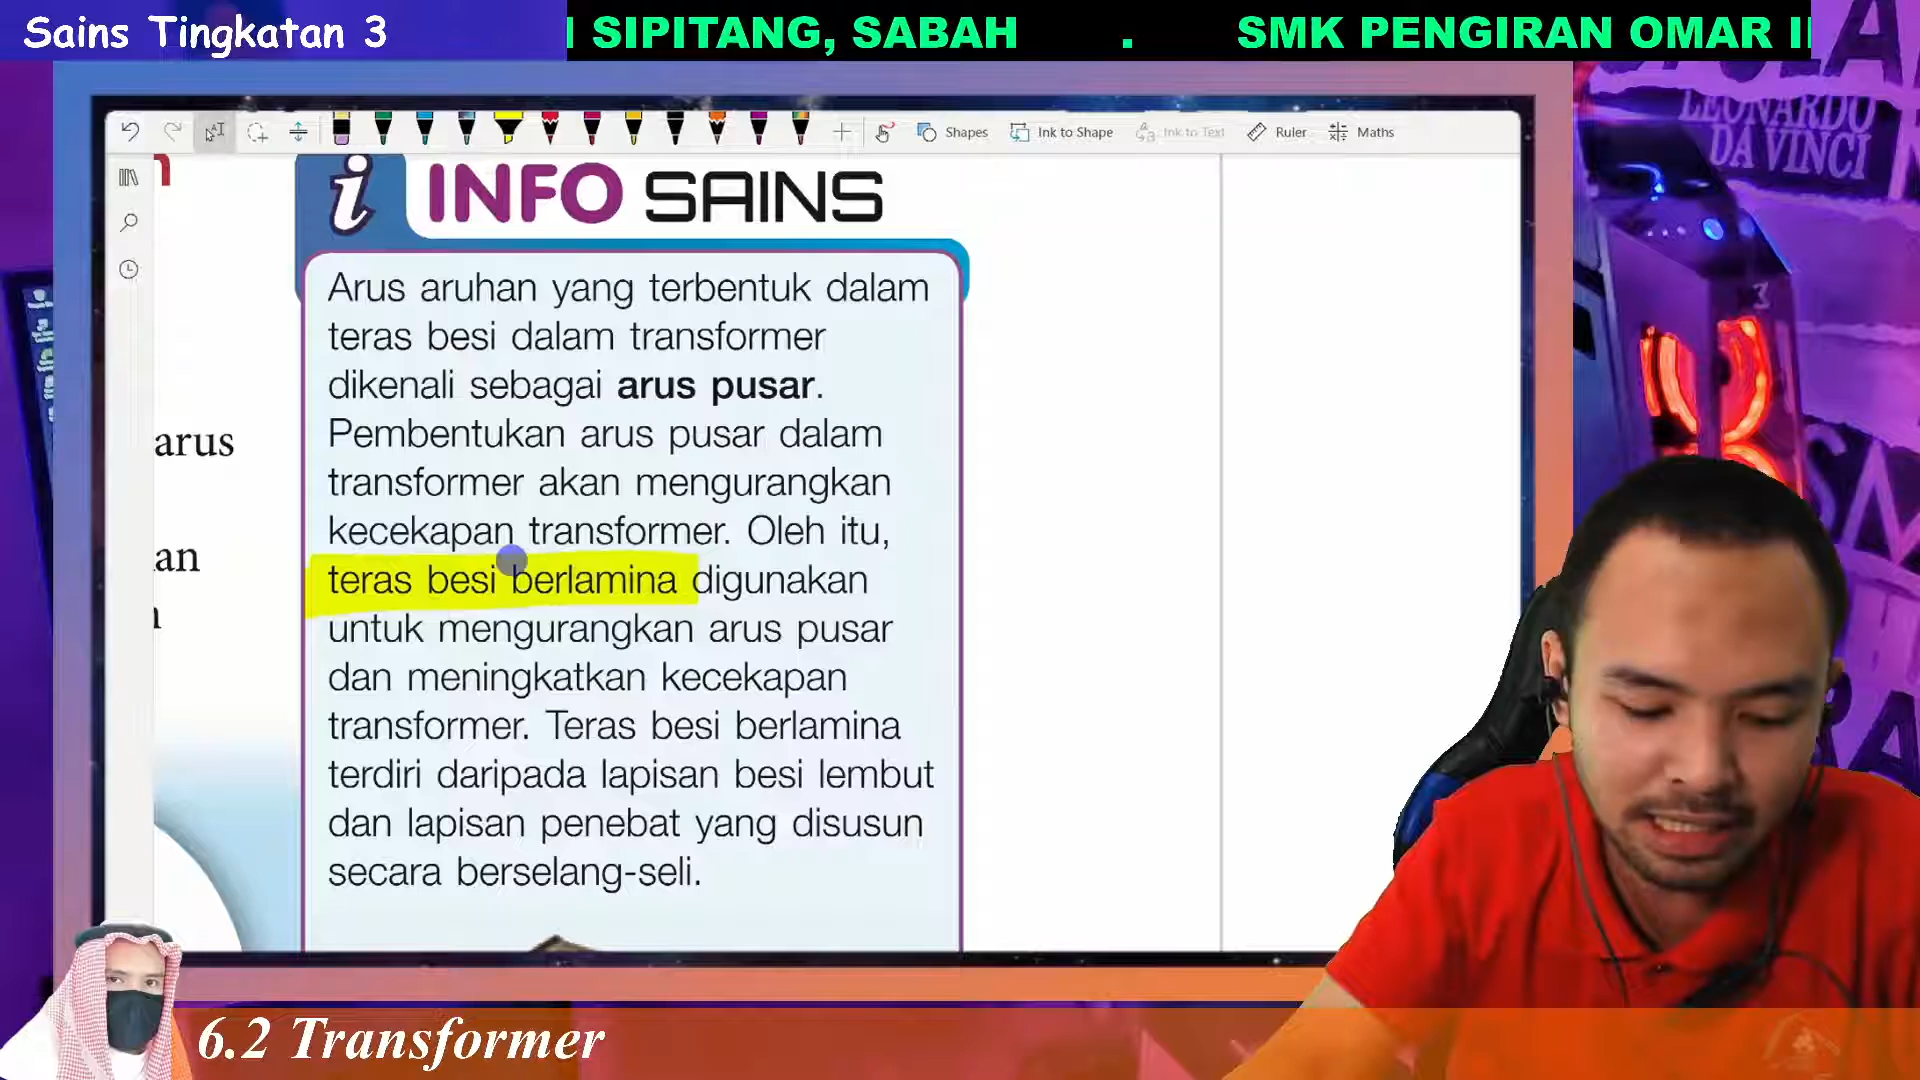 Sains Tingkatan 3
SIPITANG, SABAH . SMK PENGIRAN OMAR
LEONARDO
DA VINCI
Shapes Ink to Shape Ink to Text Ruler Maths
i INFO SAINS
Arus aruhan yang terbentuk dalam
teras besi dalam transformer
dikenali sebagai arus pusar.
Pembentukan arus pusar dalam
transformer akan mengurangkan
kecekapan transformer. Oleh itu,
teras besi berlamina digunakan
untuk mengurangkan arus pusar
dan meningkatkan kecekapan
transformer. Teras besi berlamina
terdiri daripada lapisan besi lembut
dan lapisan penebat yang disusun
secara berselang-seli.
arus
an
3
6.2 Transformer